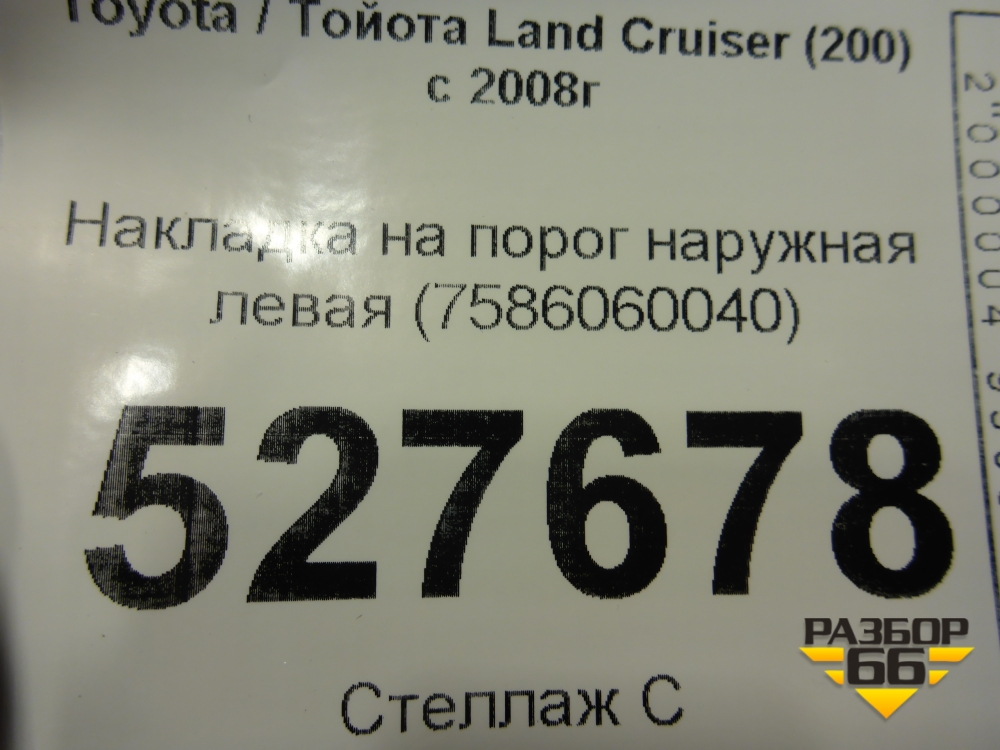 Toyota / Тойота Land Cruiser (200)
с 2008г
Накладка на порог наружная
левая (7586060040)
527678
Стеллаж С
РАЗБОР
66